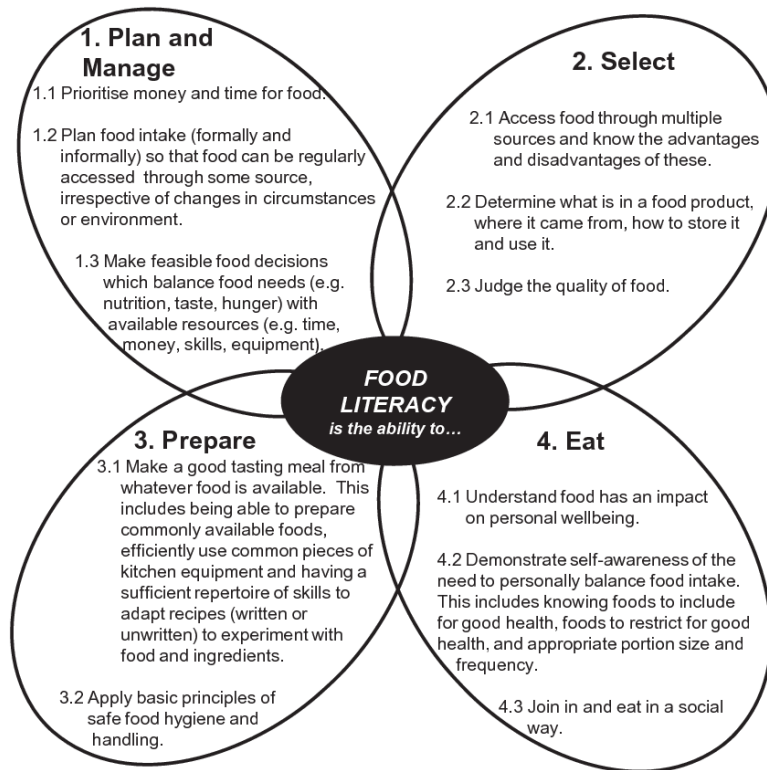 1. Plan and
Manage
1.1 Prioritise money and time for food.
1.2 Plan food intake (formally and
informally) so that food can be regularly
accessed through some source,
irrespective of changes in circumstances
or environment.
1.3 Make feasible food decisions
which balance food needs (e.g.
nutrition, taste, hunger) with
available resources (e.g. time,
money, skills, equipment).
2. Select
2.1 Access food through multiple
sources and know the advantages
and disadvantages of these.
2.2 Determine what is in a food product,
where it came from, how to store it
and use it.
2.3 Judge the quality of food.
FOOD
LITERACY
is the ability to...
3. Prepare
3.1 Make a good tasting meal from
whatever food is available. This
includes being able to prepare
commonly available foods,
efficiently use common pieces of
kitchen equipment and having a
sufficient repertoire of skills to
adapt recipes (written or
unwritten) to experiment with
food and ingredients.
3.2 Apply basic principles of
safe food hygiene and
handling.
4. Eat
4.1 Understand food has an impact
on personal wellbeing.
4.2 Demonstrate self-awareness of the
need to personally balance food intake.
This includes knowing foods to include
for good health, foods to restrict for good
health, and appropriate portion size and
frequency.
4.3 Join in and eat in a social
way.